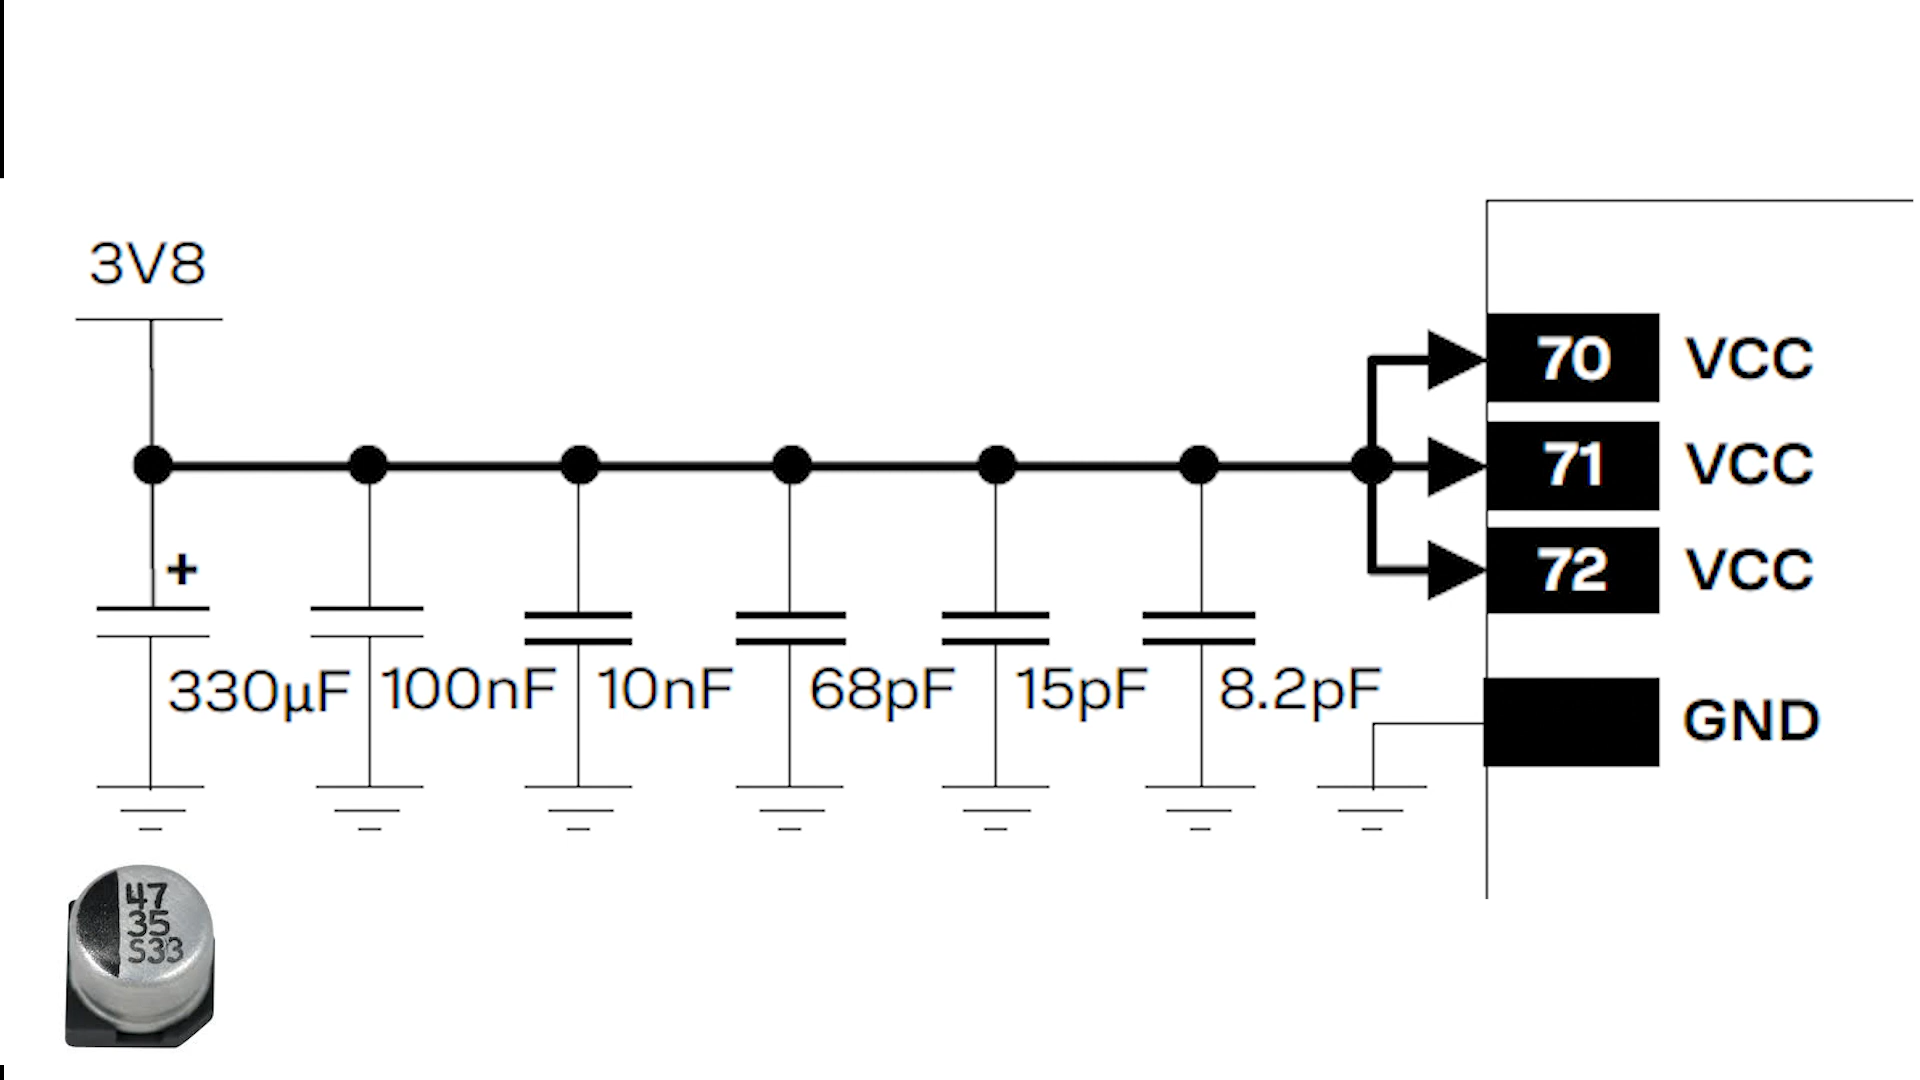 3V8
70 VCC
71 VCC
72 VCC
+
330µF 100nF 10nF 68pF 15pF 8.2pF
GND
47
35
S33